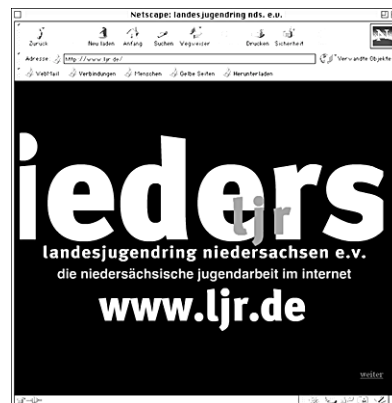 Netscape: landesjugendring nds. e.v.
Zurück Neu laden Anfang Suchen Wegweiser Drucken Sicherheit
Adresse http://www.ljr.de/ Verwandte Objekte
WebMail Verbindungen Menschen Gelbe Seiten Herunterladen
ieders
ljr
landesjugendring niedersachsen e.v.
die niedersächsische jugendarbeit im internet
www.ljr.de
weiter